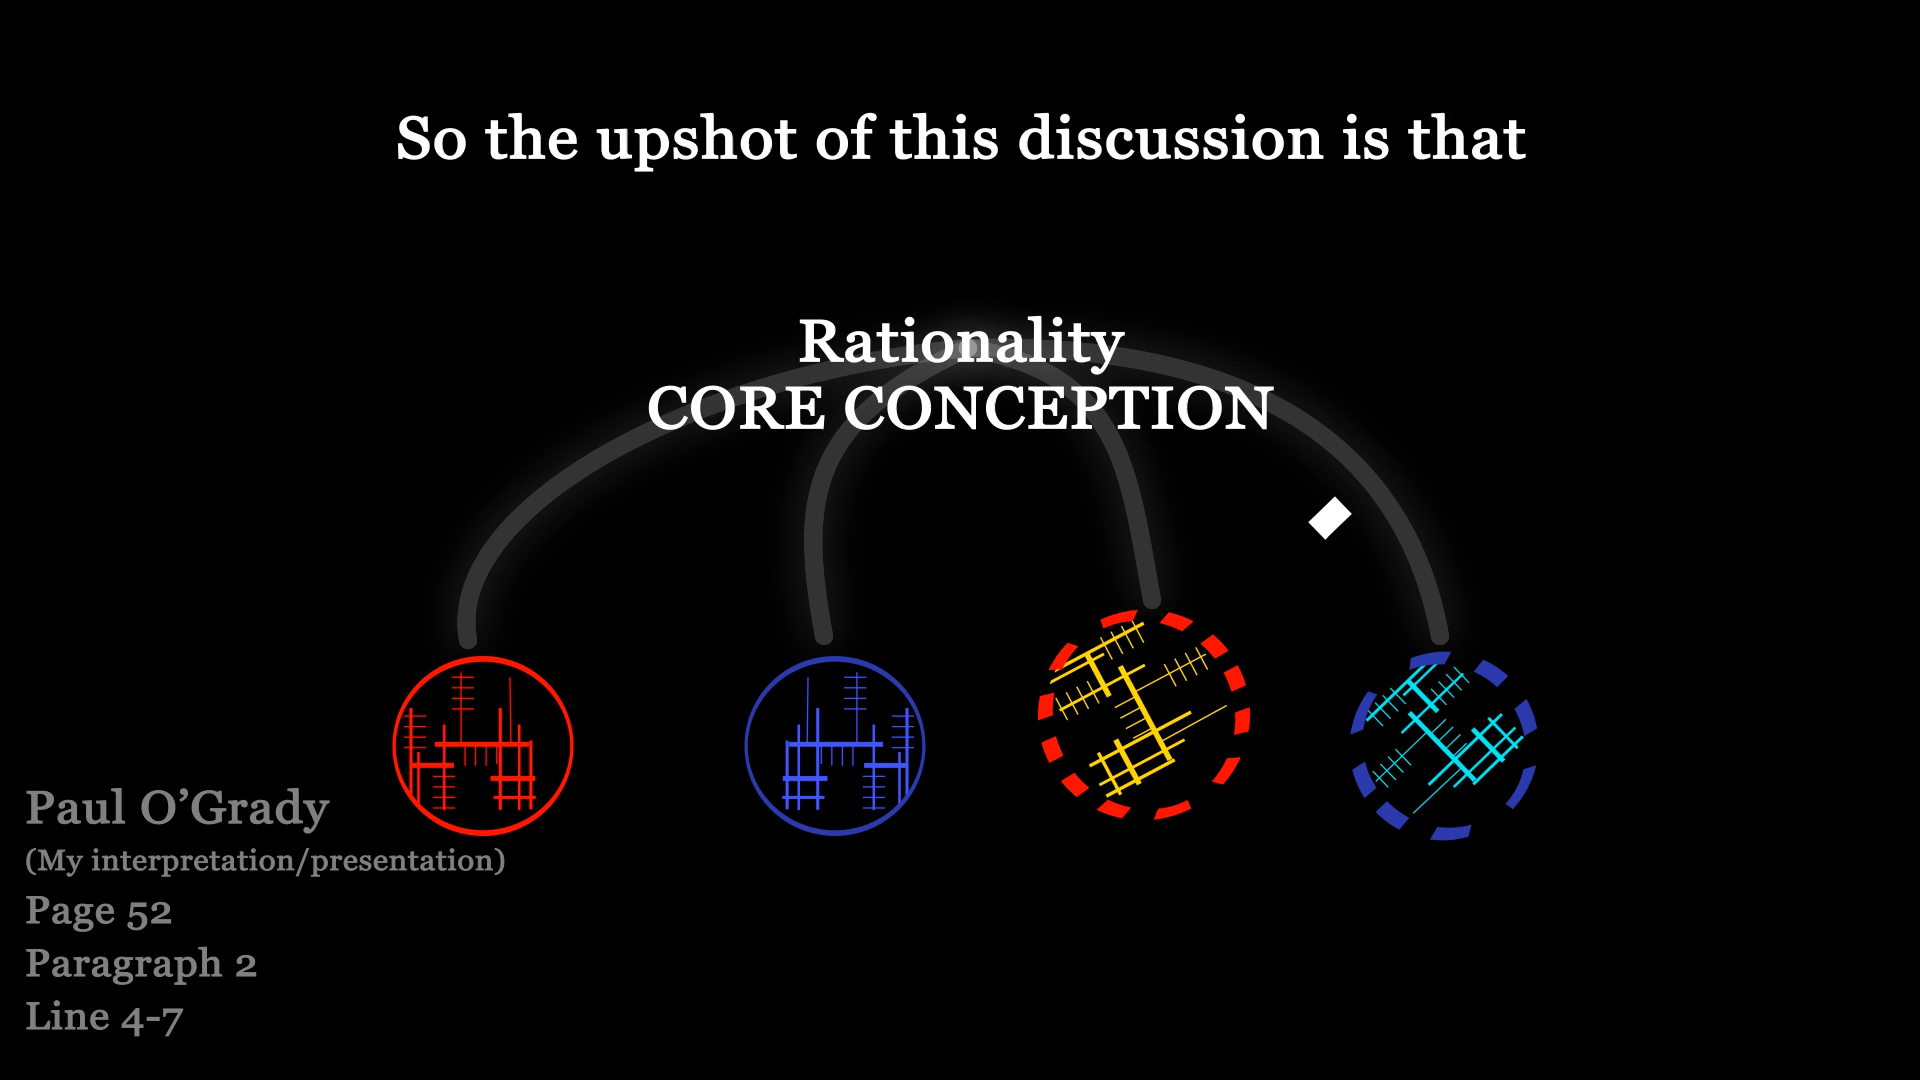 So the upshot of this discussion is that
Rationality
CORE CONCEPTION
Paul O’Grady
(My interpretation/presentation)
Page 52
Paragraph 2
Line 4-7